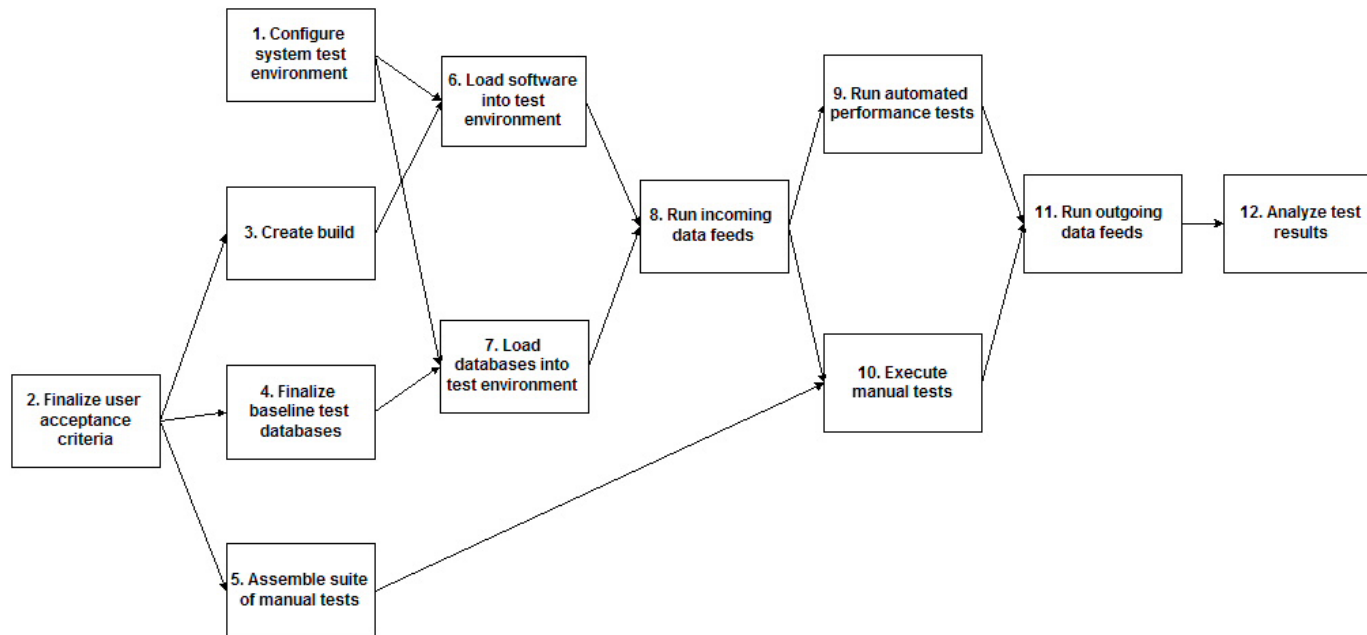 1. Configure
system test
environment
2. Finalize user
acceptance
criteria
3. Create build
4. Finalize
baseline test
databases
5. Assemble suite
of manual tests
6. Load software
into test
environment
7. Load
databases into
test environment
8. Run incoming
data feeds
9. Run automated
performance tests
10. Execute
manual tests
11. Run outgoing
data feeds
12. Analyze test
results